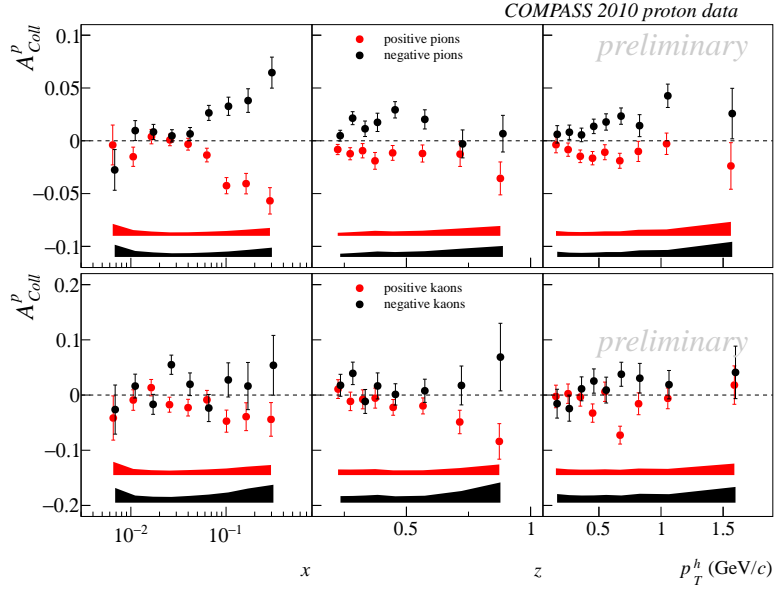 COMPASS 2010 proton data
A^p_Coll
0.1
0.05
0
−0.05
−0.1
positive pions
negative pions
preliminary
A^p_Coll
0.2
0.1
0
−0.1
−0.2
positive kaons
negative kaons
preliminary
10^−2 10^−1 0.5 1 0.5 1 1.5
x z p_T^h (GeV/c)